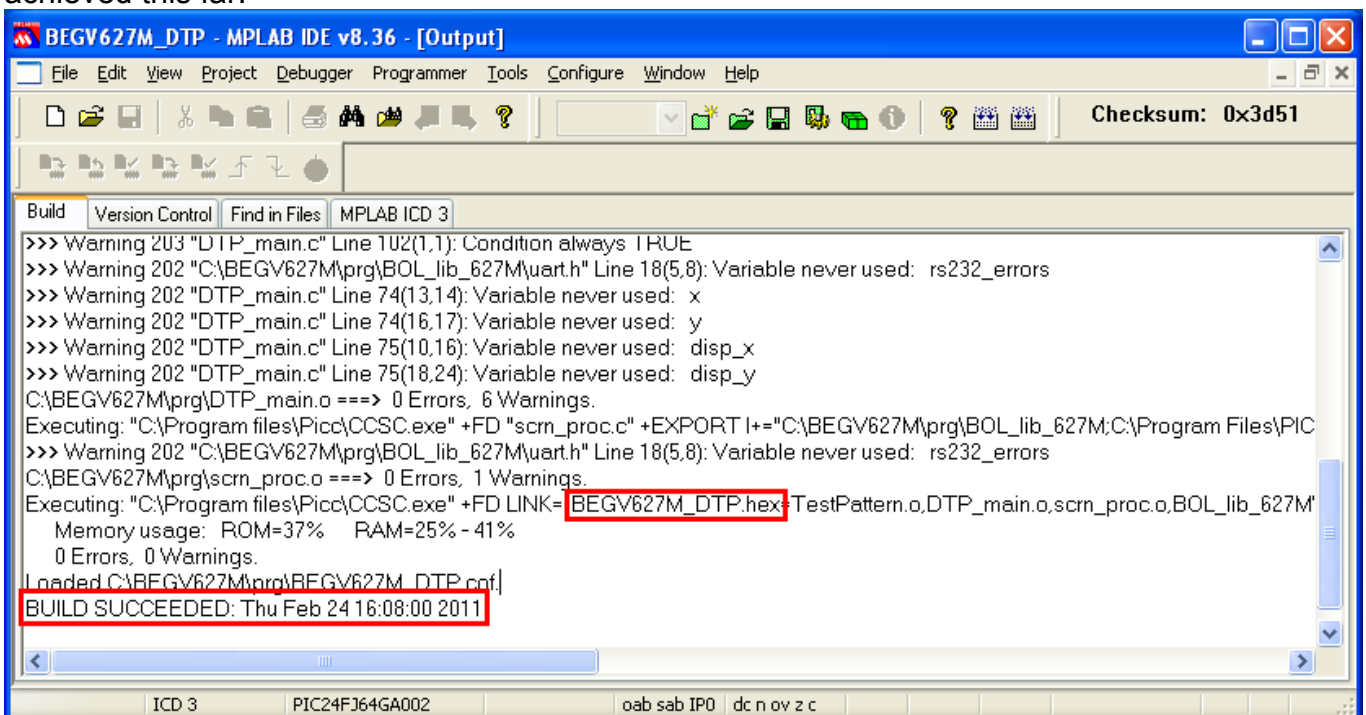 achieved this far.
BEGV627M_DTP - MPLAB IDE v8.36 - [Output]
File Edit View Project Debugger Programmer Tools Configure Window Help
Checksum: 0x3d51
Build Version Control Find in Files MPLAB ICD 3
>>> Warning 203 "DTP_main.c" Line 102(1,1): Condition always TRUE
>>> Warning 202 "C:\BEGV627M\prg\BOL_lib_627M\uart.h" Line 18(5,8): Variable never used: rs232_errors
>>> Warning 202 "DTP_main.c" Line 74(13,14): Variable never used: x
>>> Warning 202 "DTP_main.c" Line 74(16,17): Variable never used: y
>>> Warning 202 "DTP_main.c" Line 75(10,16): Variable never used: disp_x
>>> Warning 202 "DTP_main.c" Line 75(18,24): Variable never used: disp_y
C:\BEGV627M\prg\DTP_main.o ===> 0 Errors, 6 Warnings.
Executing: "C:\Program files\Picc\CCSC.exe" +FD "scrn_proc.c" +EXPORT I+="C:\BEGV627M\prg\BOL_lib_627M;C:\Program Files\PIC
>>> Warning 202 "C:\BEGV627M\prg\BOL_lib_627M\uart.h" Line 18(5,8): Variable never used: rs232_errors
C:\BEGV627M\prg\scrn_proc.o ===> 0 Errors, 1 Warnings.
Executing: "C:\Program files\Picc\CCSC.exe" +FD LINK="BEGV627M_DTP.hex=TestPattern.o,DTP_main.o,scrn_proc.o,BOL_lib_627M
Memory usage: ROM=37% RAM=25% - 41%
0 Errors, 0 Warnings.
Loaded C:\BEGV627M\prg\BEGV627M_DTP.cof.
BUILD SUCCEEDED: Thu Feb 24 16:08:00 2011
ICD 3 PIC24FJ64GA002 oab sab IP0 dc n ov z c